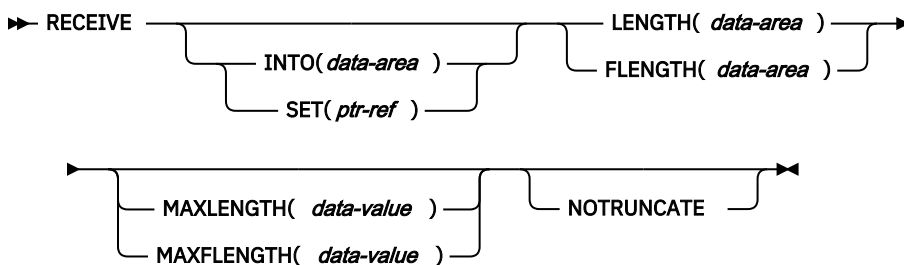 RECEIVE
INTO( data-area )
SET( ptr-ref )
LENGTH( data-area )
FLENGTH( data-area )
MAXLENGTH( data-value )
MAXFLENGTH( data-value )
NOTRUNCATE